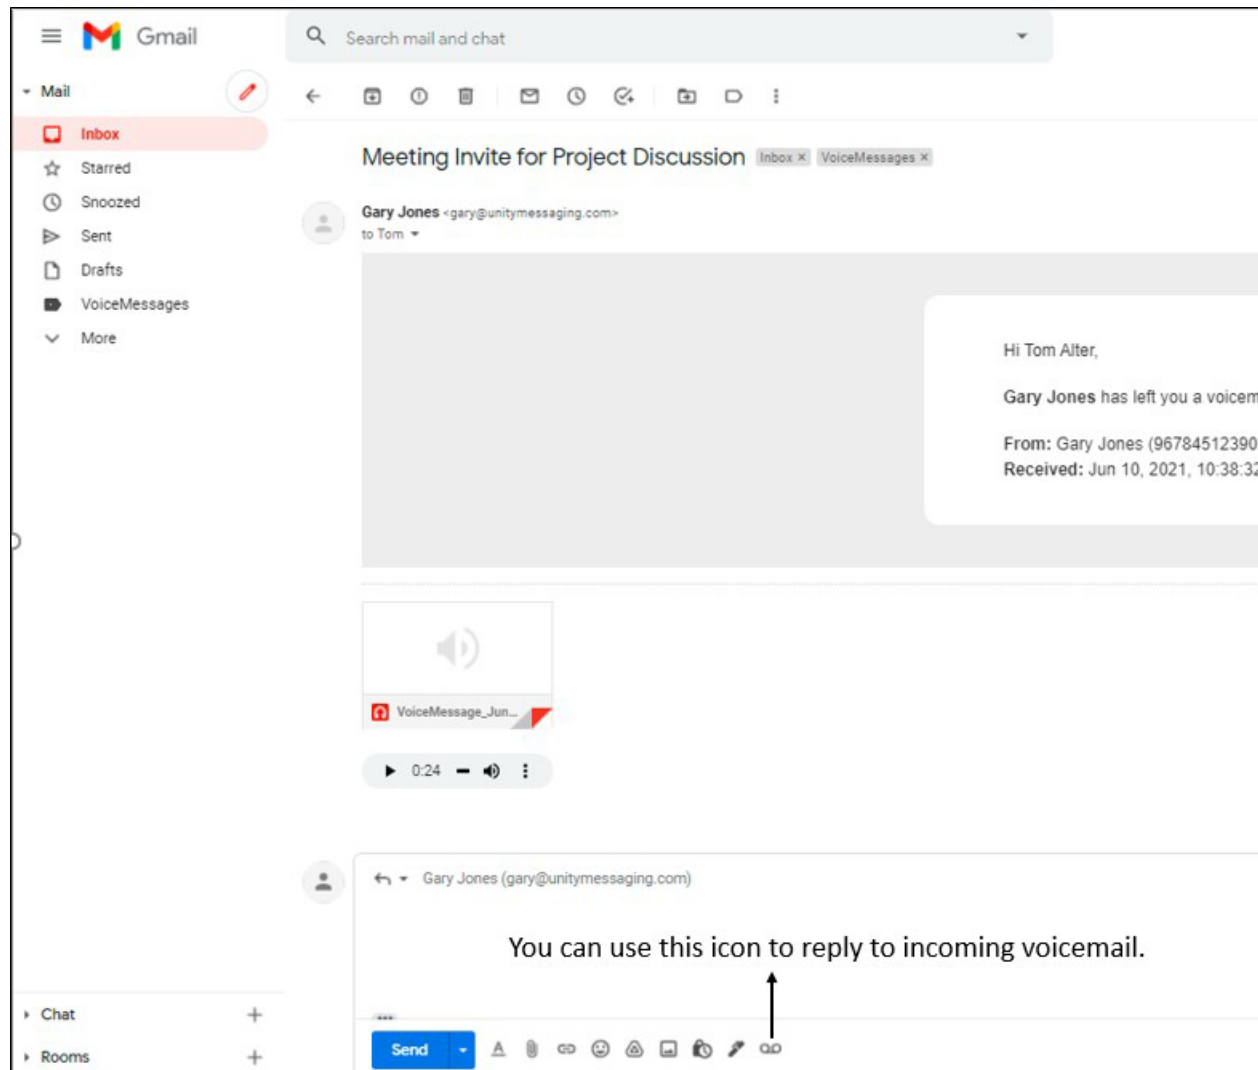 Gmail
Search mail and chat
Mail
Inbox
Starred
Snoozed
Sent
Drafts
VoiceMessages
More
Meeting Invite for Project Discussion Inbox × VoiceMessages ×
Gary Jones <gary@unitymessaging.com>
to Tom
Hi Tom Alter,
Gary Jones has left you a voicem
From: Gary Jones (96784512390
Received: Jun 10, 2021, 10:38:32
VoiceMessage_Jun...
0:24
Gary Jones (gary@unitymessaging.com)
You can use this icon to reply to incoming voicemail.
Send
Chat
Rooms